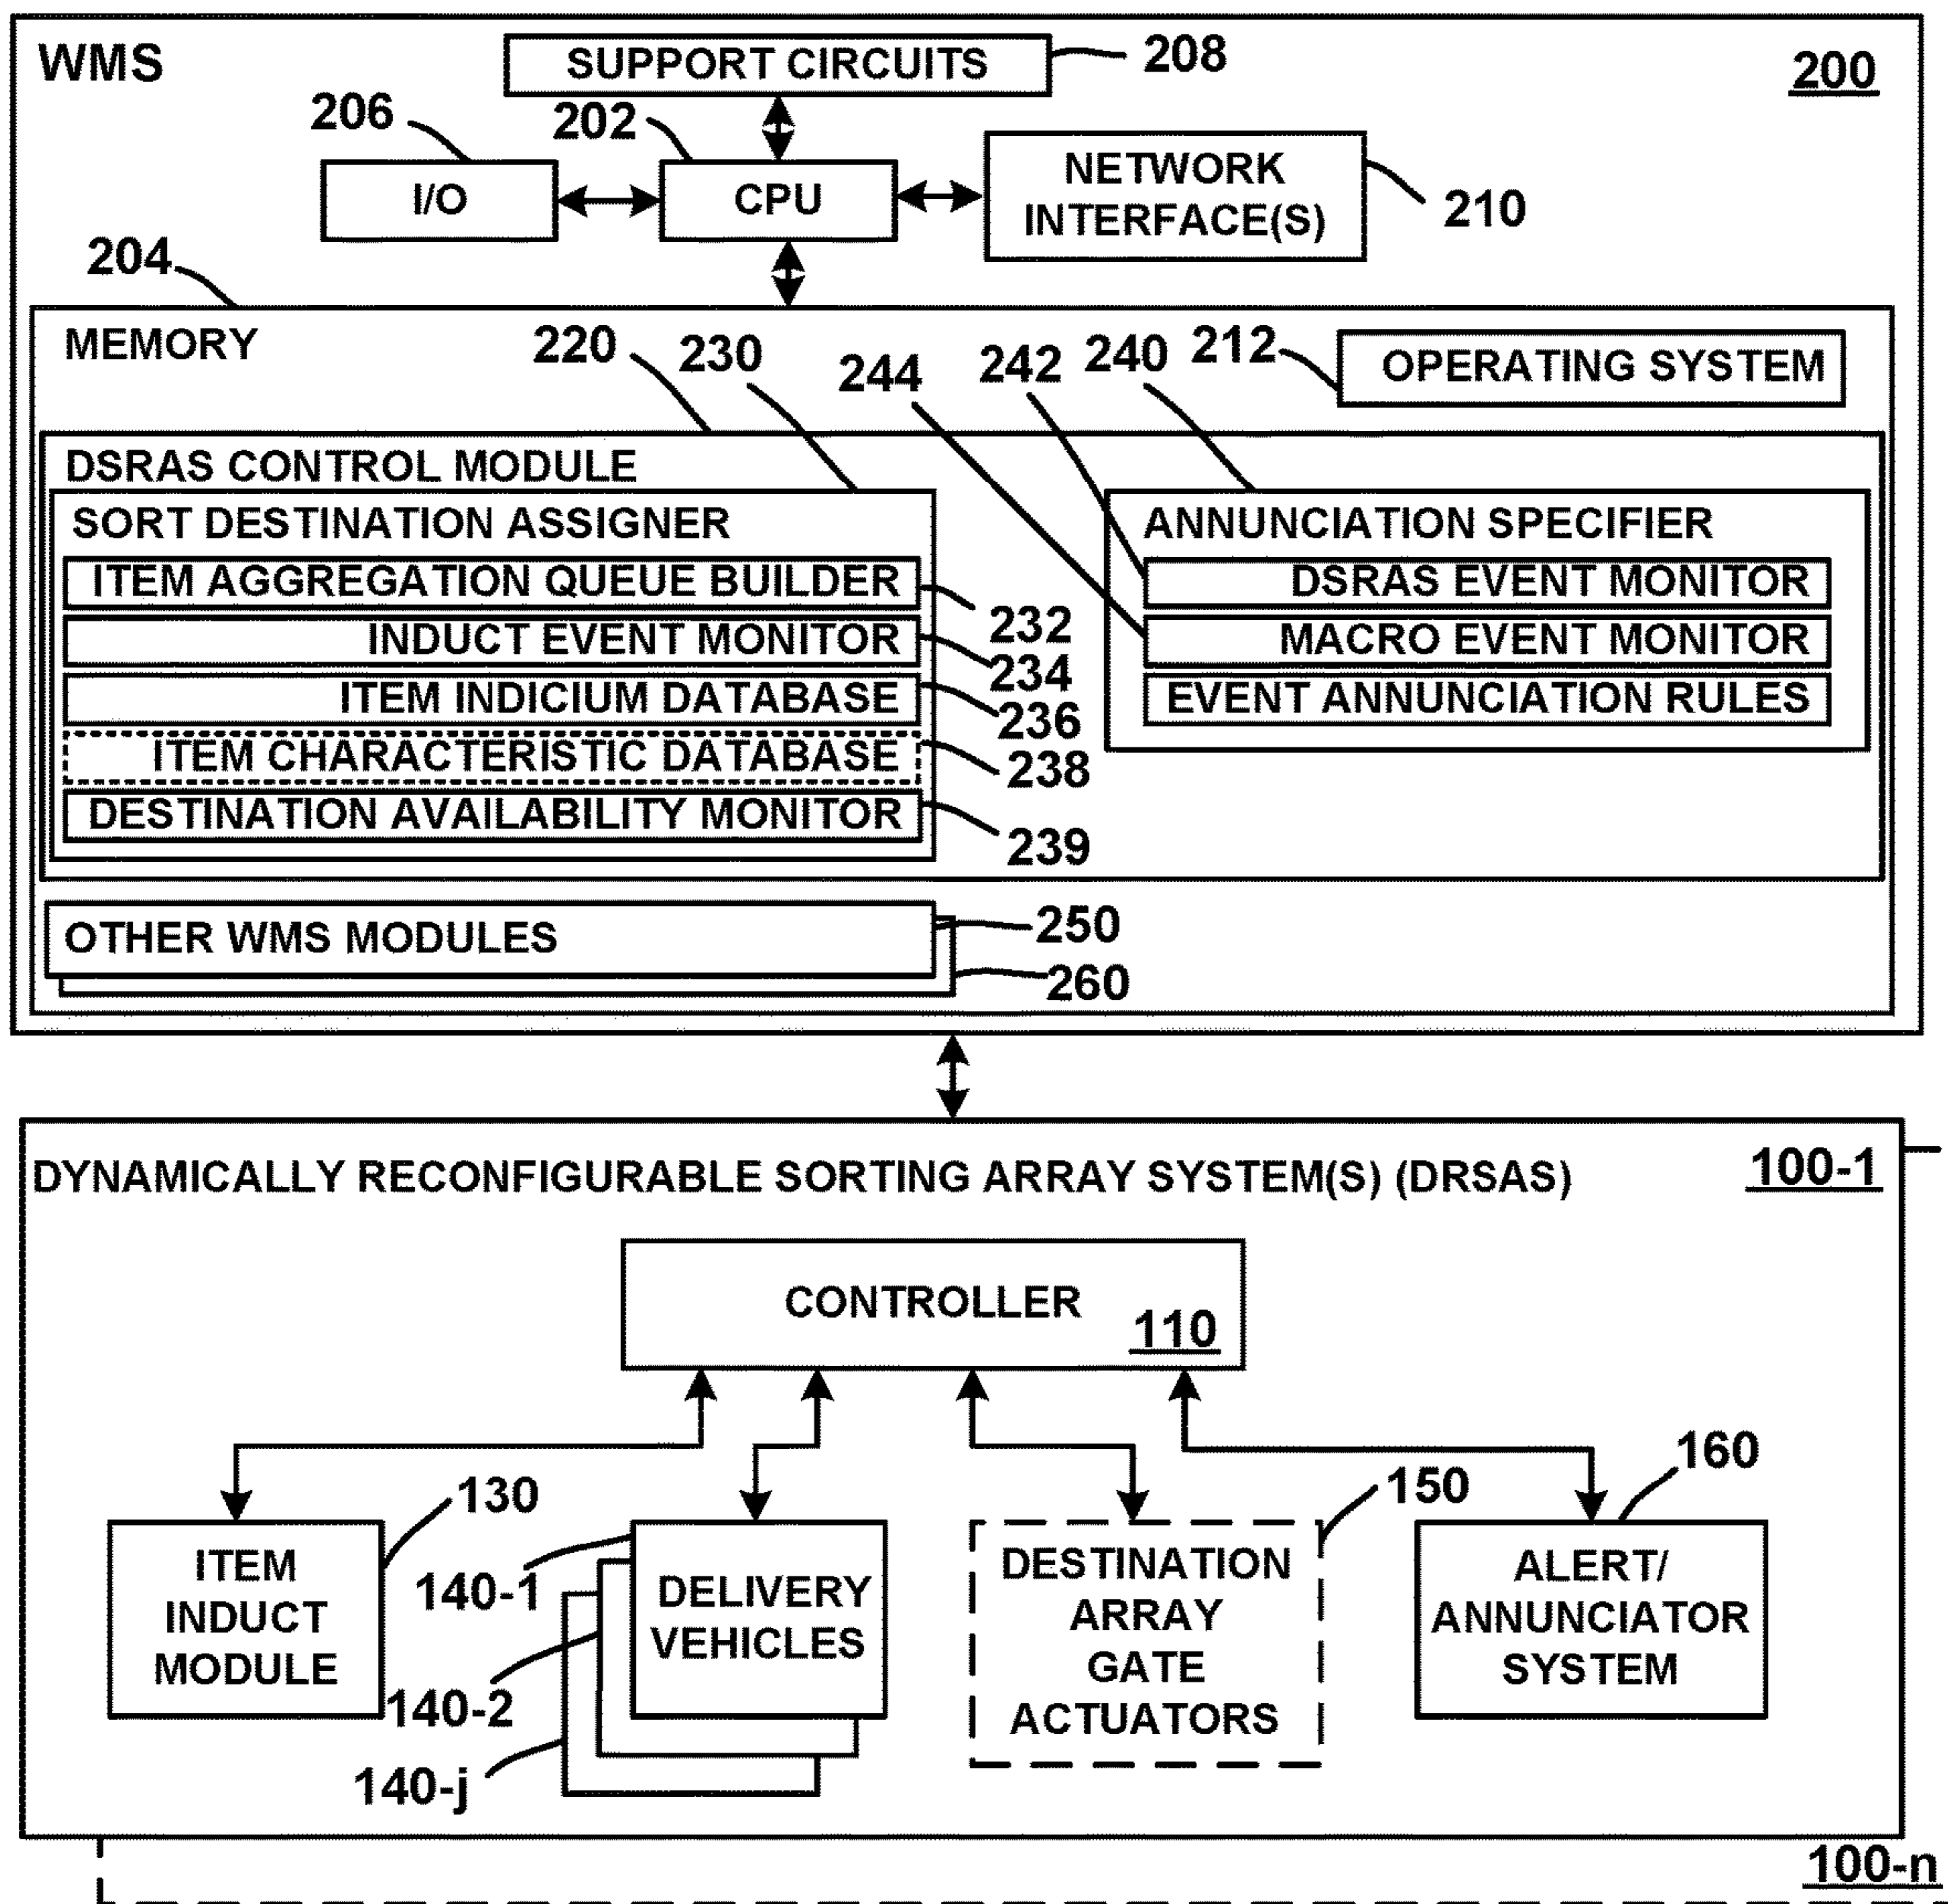 WMS
SUPPORT CIRCUITS
208
200
206
202
I/O
CPU
NETWORK
INTERFACE(S)
210
204
MEMORY
220
230
244
242
240
212
OPERATING SYSTEM
DSRAS CONTROL MODULE
SORT DESTINATION ASSIGNER
ITEM AGGREGATION QUEUE BUILDER
232
INDUCT EVENT MONITOR
234
ITEM INDICIUM DATABASE
236
ITEM CHARACTERISTIC DATABASE
238
DESTINATION AVAILABILITY MONITOR
239
ANNUNCIATION SPECIFIER
DSRAS EVENT MONITOR
MACRO EVENT MONITOR
EVENT ANNUNCIATION RULES
OTHER WMS MODULES
250
260
DYNAMICALLY RECONFIGURABLE SORTING ARRAY SYSTEM(S) (DRSAS)
100-1
CONTROLLER
110
130
ITEM
INDUCT
MODULE
140-1
140-2
140-j
DELIVERY
VEHICLES
150
DESTINATION
ARRAY
GATE
ACTUATORS
160
ALERT/
ANNUNCIATOR
SYSTEM
100-n